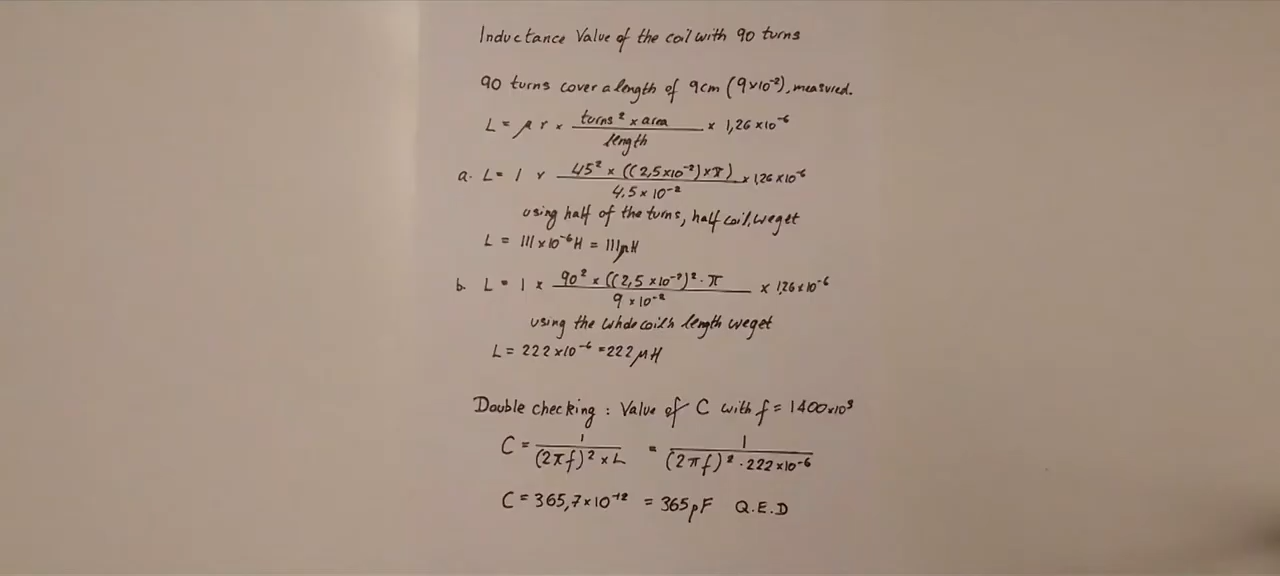 Inductance Value of the coil with 90 turns
90 turns cover a length of 9cm (9×10⁻²), measured.
L = μ r × turns² × area / length × 1,26 ×10⁻⁶
a. L= 1 × 45² × ((2,5×10⁻²)×π) / 4.5×10⁻² ×1,26×10⁻⁶
using half of the turns, half coil, we get
L = 111×10⁻⁶H = 111μH
b. L = 1 × 90² × ((2,5 ×10⁻²)² · π / 9 ×10⁻² × 1,26×10⁻⁶
using the whole coil's length we get
L = 222×10⁻⁶ =222 μH
Double checking : Value of C with f = 1400×10³
C = 1 / (2πf)² × L = 1 / (2πf)² · 222×10⁻⁶
C = 365,7×10⁻¹² = 365pF Q.E.D